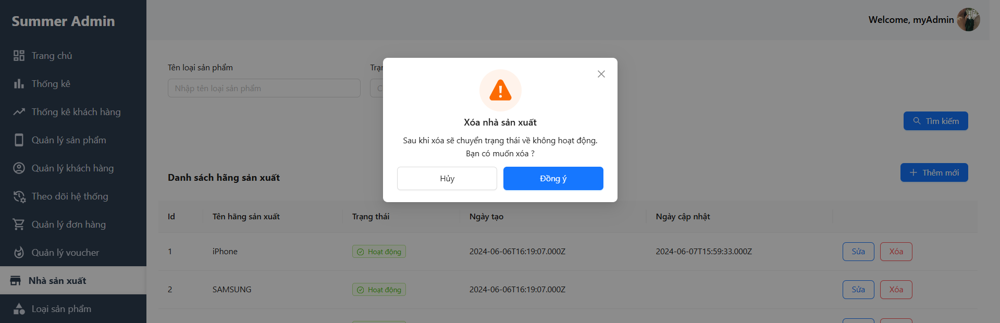 Summer Admin
Welcome, myAdmin
Trang chủ
Thống kê
Thống kê khách hàng
Quản lý sản phẩm
Quản lý khách hàng
Theo dõi hệ thống
Quản lý đơn hàng
Quản lý voucher
Nhà sản xuất
Loại sản phẩm
Tên loại sản phẩm
Nhập tên loại sản phẩm
Tìm kiếm
Xóa nhà sản xuất
Sau khi xóa sẽ chuyển trạng thái về không hoạt động.
Bạn có muốn xóa ?
Hủy Đồng ý
Danh sách hãng sản xuất
Thêm mới
Id Tên hãng sản xuất Trạng thái Ngày tạo Ngày cập nhật
1 iPhone Hoạt động 2024-06-06T16:19:07.000Z 2024-06-07T15:59:33.000Z Sửa Xóa
2 SAMSUNG Hoạt động 2024-06-06T16:19:07.000Z Sửa Xóa